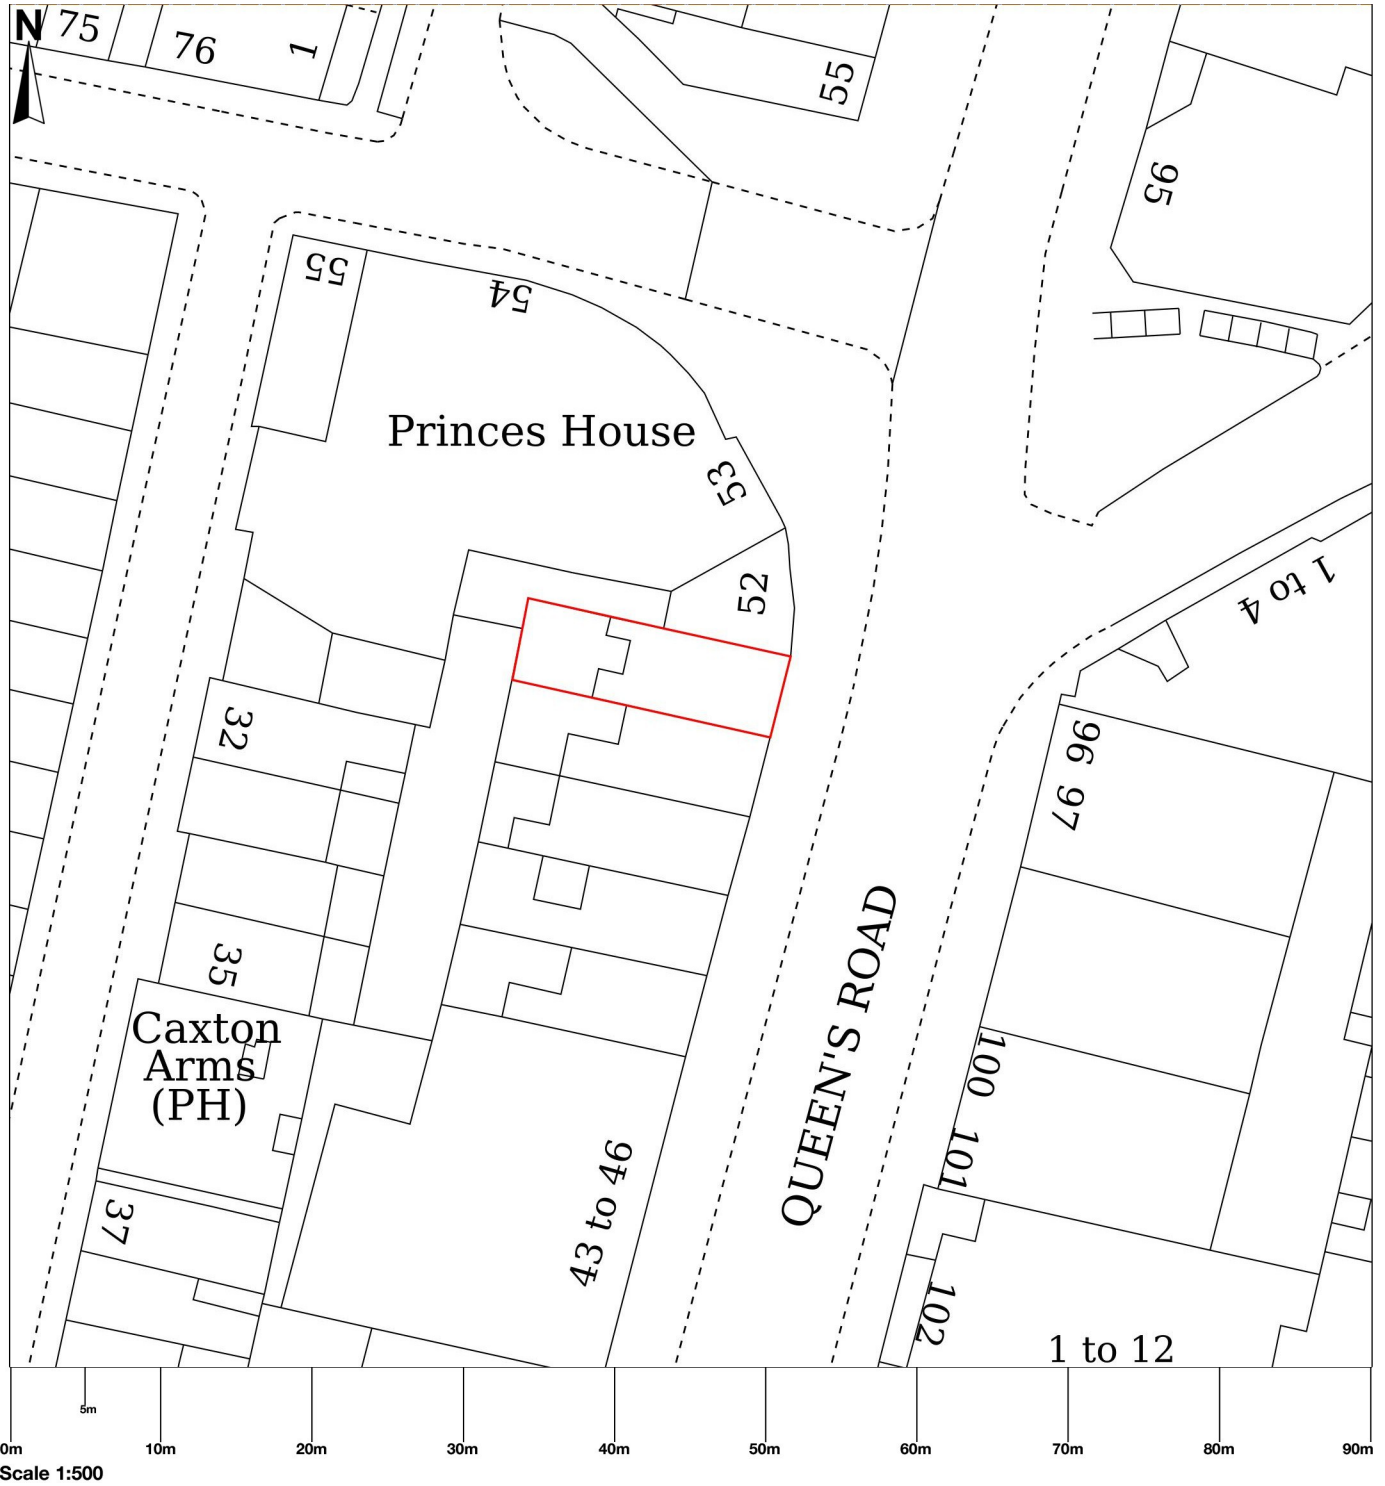 N
75
76
1
55
95
55
54
Princes House
53
52
1 to 4
32
96
97
35
Caxton
Arms
(PH)
QUEEN'S ROAD
100
101
37
43 to 46
102
1 to 12
5m
0m
10m
20m
30m
40m
50m
60m
70m
80m
90m
Scale 1:500